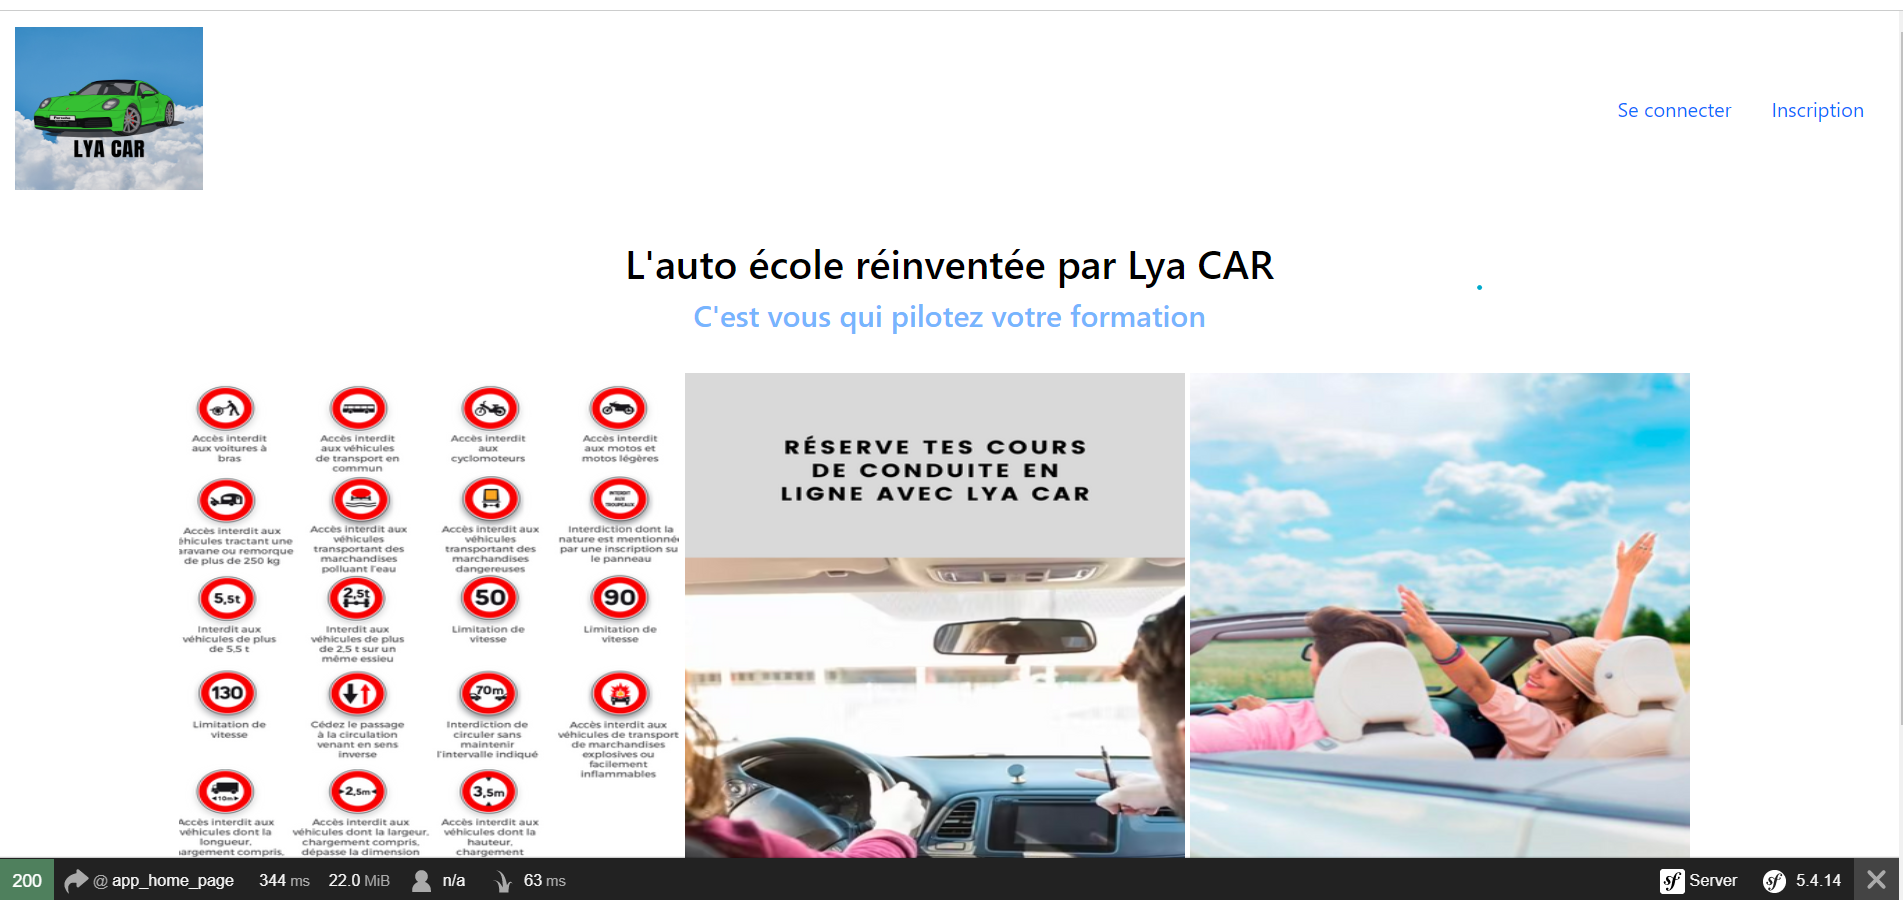 LYA CAR
Se connecter
Inscription
L'auto école réinventée par Lya CAR
C'est vous qui pilotez votre formation
Accès interdit
aux voitures à
bras
Accès interdit
aux véhicules
de transport en
commun
Accès interdit
aux
cyclomoteurs
Accès interdit
aux motos et
motos légères
INTERDIT
AUX
TROUPEAUX
Accès interdit aux
éhicules tractant une
aravane ou remorque
de plus de 250 kg
Accès interdit aux
véhicules
transportant des
marchandises
polluant l'eau
Accès interdit aux
véhicules
transportant des
marchandises
dangereuses
Interdiction dont la
nature est mentionné
par une inscription su
le panneau
5,5t
Interdit aux
véhicules de plus
de 5,5 t
2,5t
Interdit aux
véhicules de plus
de 2,5 t sur un
même essieu
50
Limitation de
vitesse
90
Limitation de
vitesse
130
Limitation de
vitesse
Cédez le passage
à la circulation
venant en sens
inverse
70m
Interdiction de
circuler sans
maintenir
l'intervalle indiqué
Accès interdit aux
véhicules de transport
de marchandises
explosives ou
facilement
inflammables
10m
Accès interdit aux
véhicules dont la
longueur,
argement compris,
2,5m
Accès interdit aux
véhicules dont la largeur,
chargement compris,
dépasse la dimension
3,5m
Accès interdit aux
véhicules dont la
hauteur,
chargement
RÉSERVE TES COURS
DE CONDUITE EN
LIGNE AVEC LYA CAR
200 @ app_home_page 344 ms 22.0 MiB n/a 63 ms sf Server sf 5.4.14